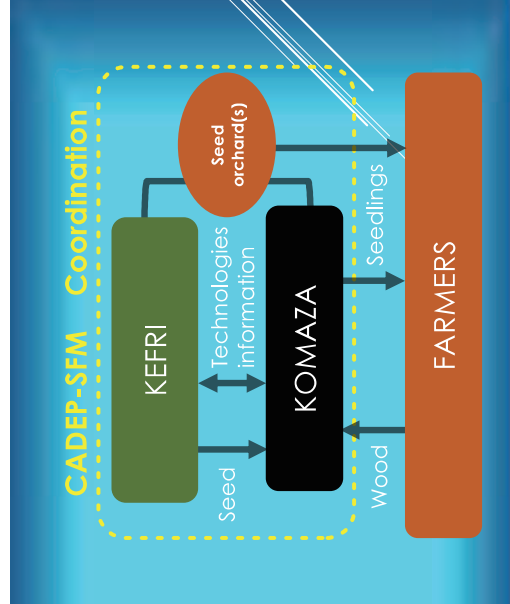 CADEP-SFM Coordination
KEFRI
Seed
orchard(s)
Seed
Technologies
information
KOMAZA
Wood
Seedlings
FARMERS